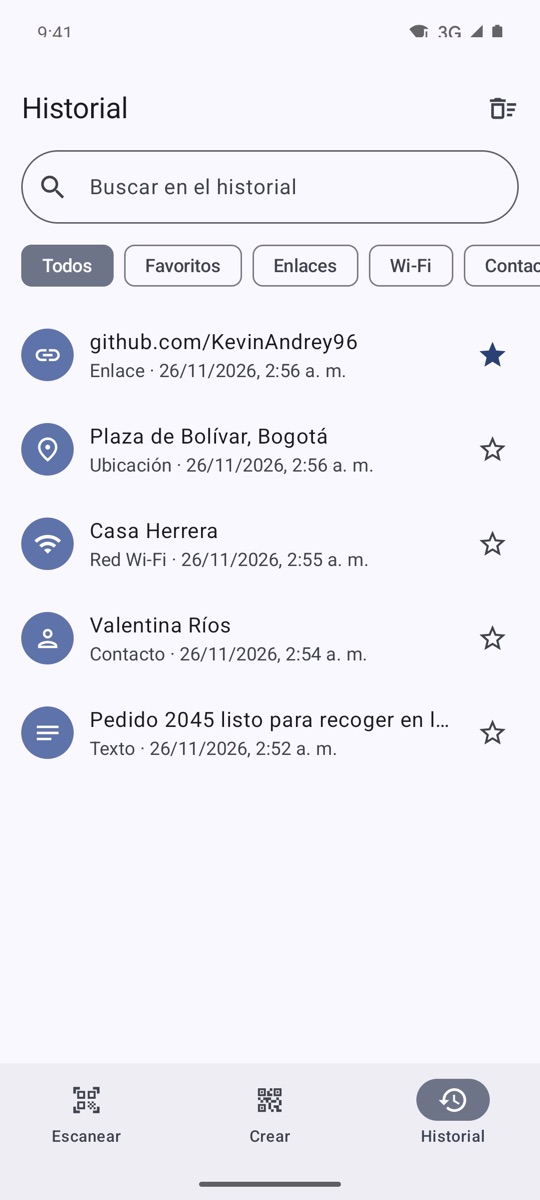 9:41
3G
Historial
Buscar en el historial
Todos
Favoritos
Enlaces
Wi-Fi
Contac
github.com/KevinAndrey96
Enlace · 26/11/2026, 2:56 a. m.
Plaza de Bolívar, Bogotá
Ubicación · 26/11/2026, 2:56 a. m.
Casa Herrera
Red Wi-Fi · 26/11/2026, 2:55 a. m.
Valentina Ríos
Contacto · 26/11/2026, 2:54 a. m.
Pedido 2045 listo para recoger en l…
Texto · 26/11/2026, 2:52 a. m.
Escanear
Crear
Historial